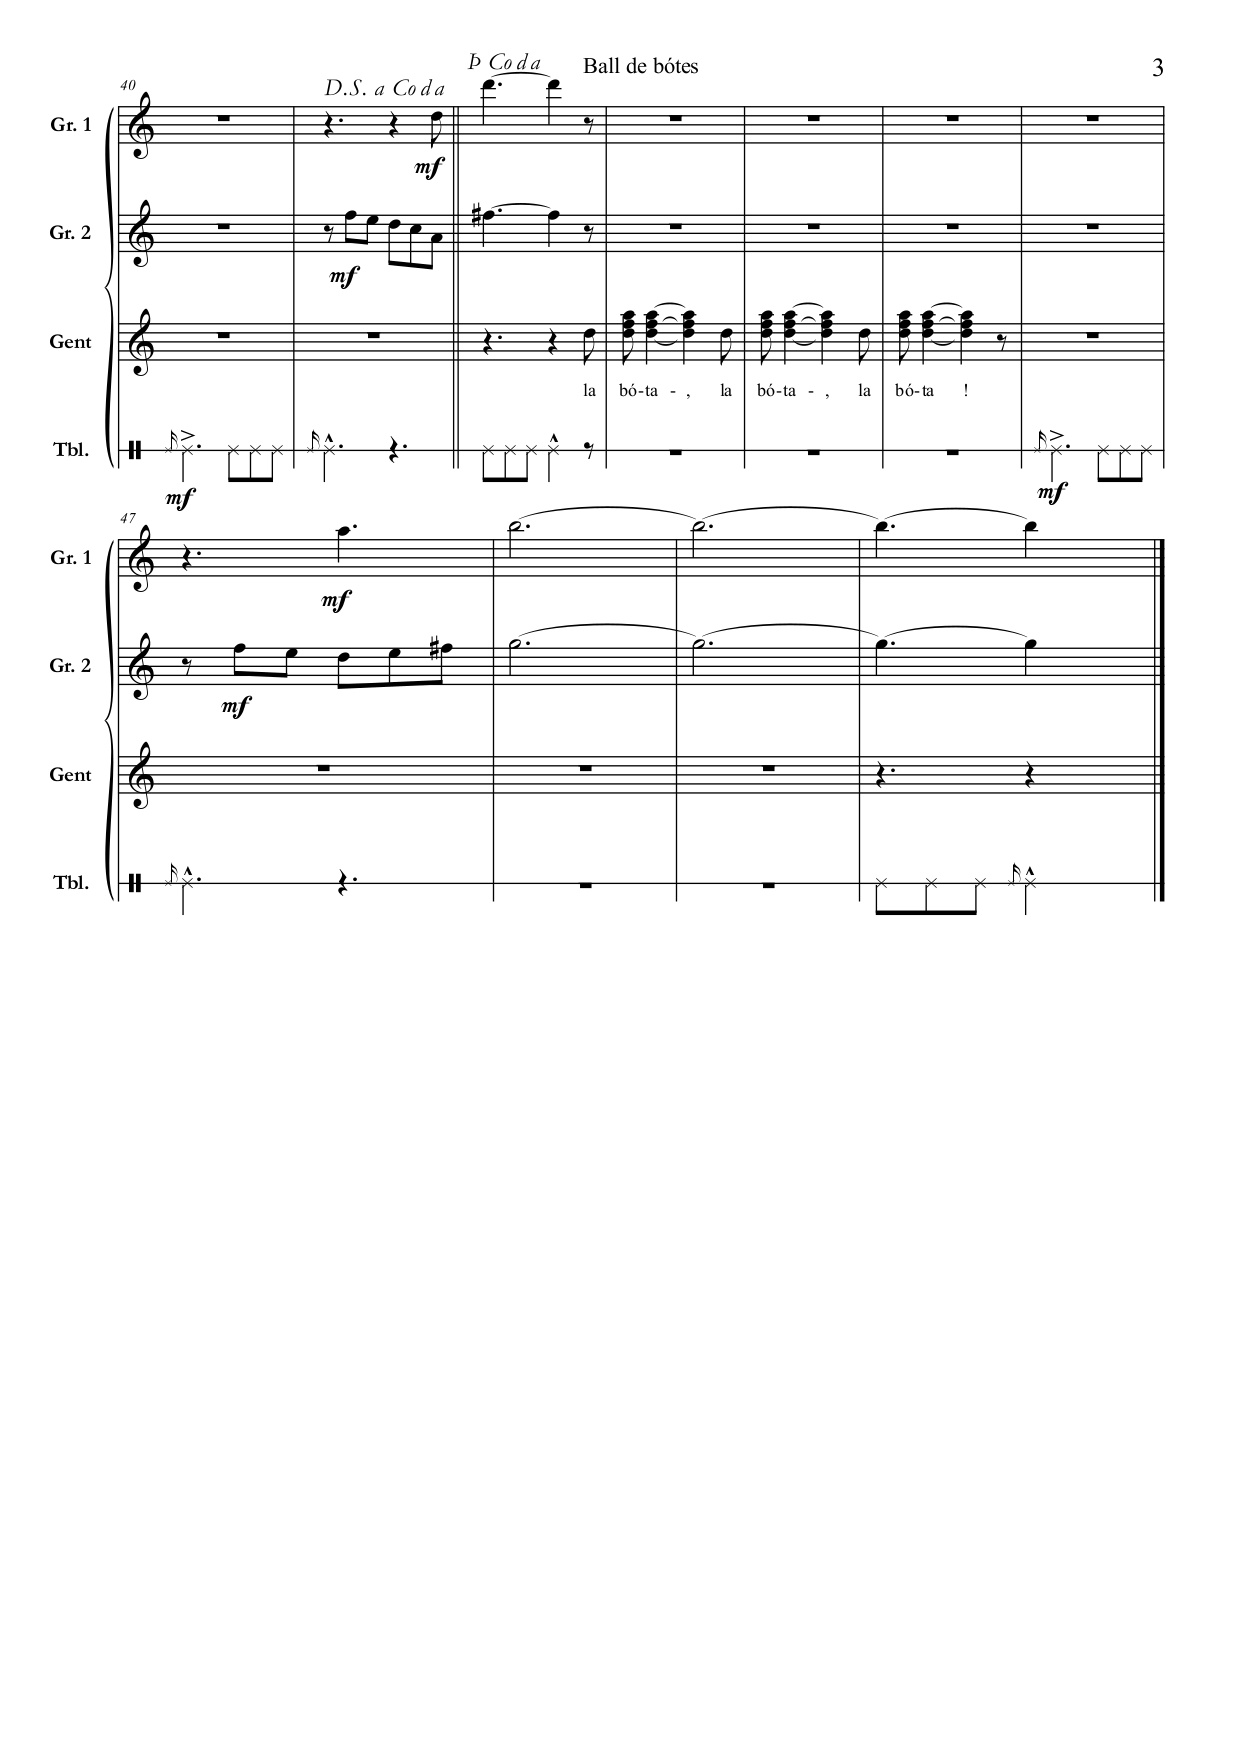 Þ Coda Ball de bótes 3
40 D.S. a Coda
Gr. 1
mf
Gr. 2
mf
Gent
la bó-ta - , la bó-ta - , la bó-ta !
Tbl.
mf mf
47
Gr. 1
mf
Gr. 2
mf
Gent
Tbl.